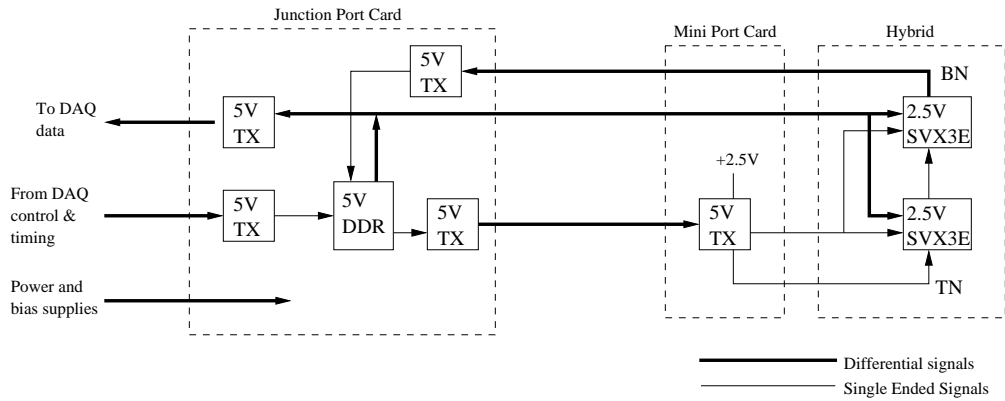 Junction Port Card
Mini Port Card
Hybrid
5V
TX
BN
To DAQ
data
5V
TX
2.5V
SVX3E
+2.5V
From DAQ
control &
timing
5V
TX
5V
DDR
5V
TX
5V
TX
2.5V
SVX3E
TN
Power and
bias supplies
Differential signals
Single Ended Signals